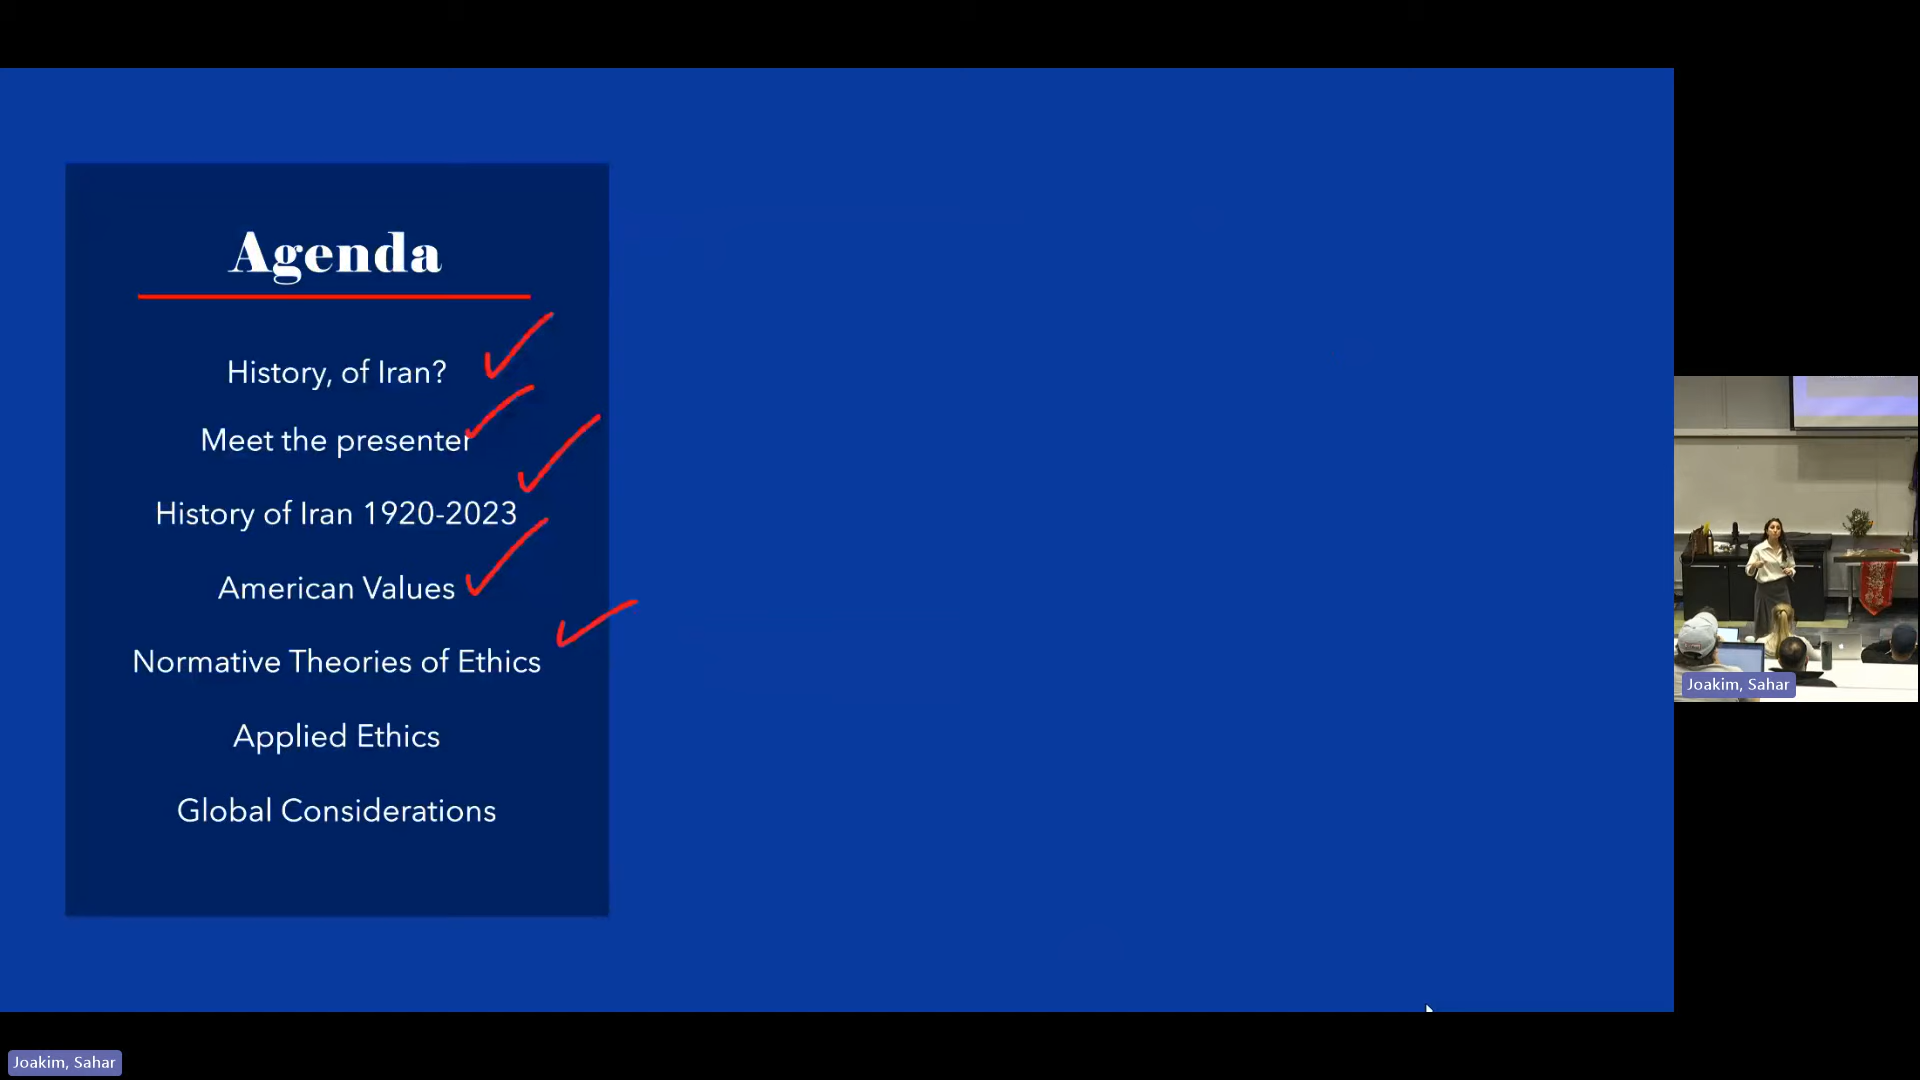 Agenda
History, of Iran?
Meet the presenter
History of Iran 1920-2023
American Values
Normative Theories of Ethics
Applied Ethics
Global Considerations
Joakim, Sahar
Joakim, Sahar